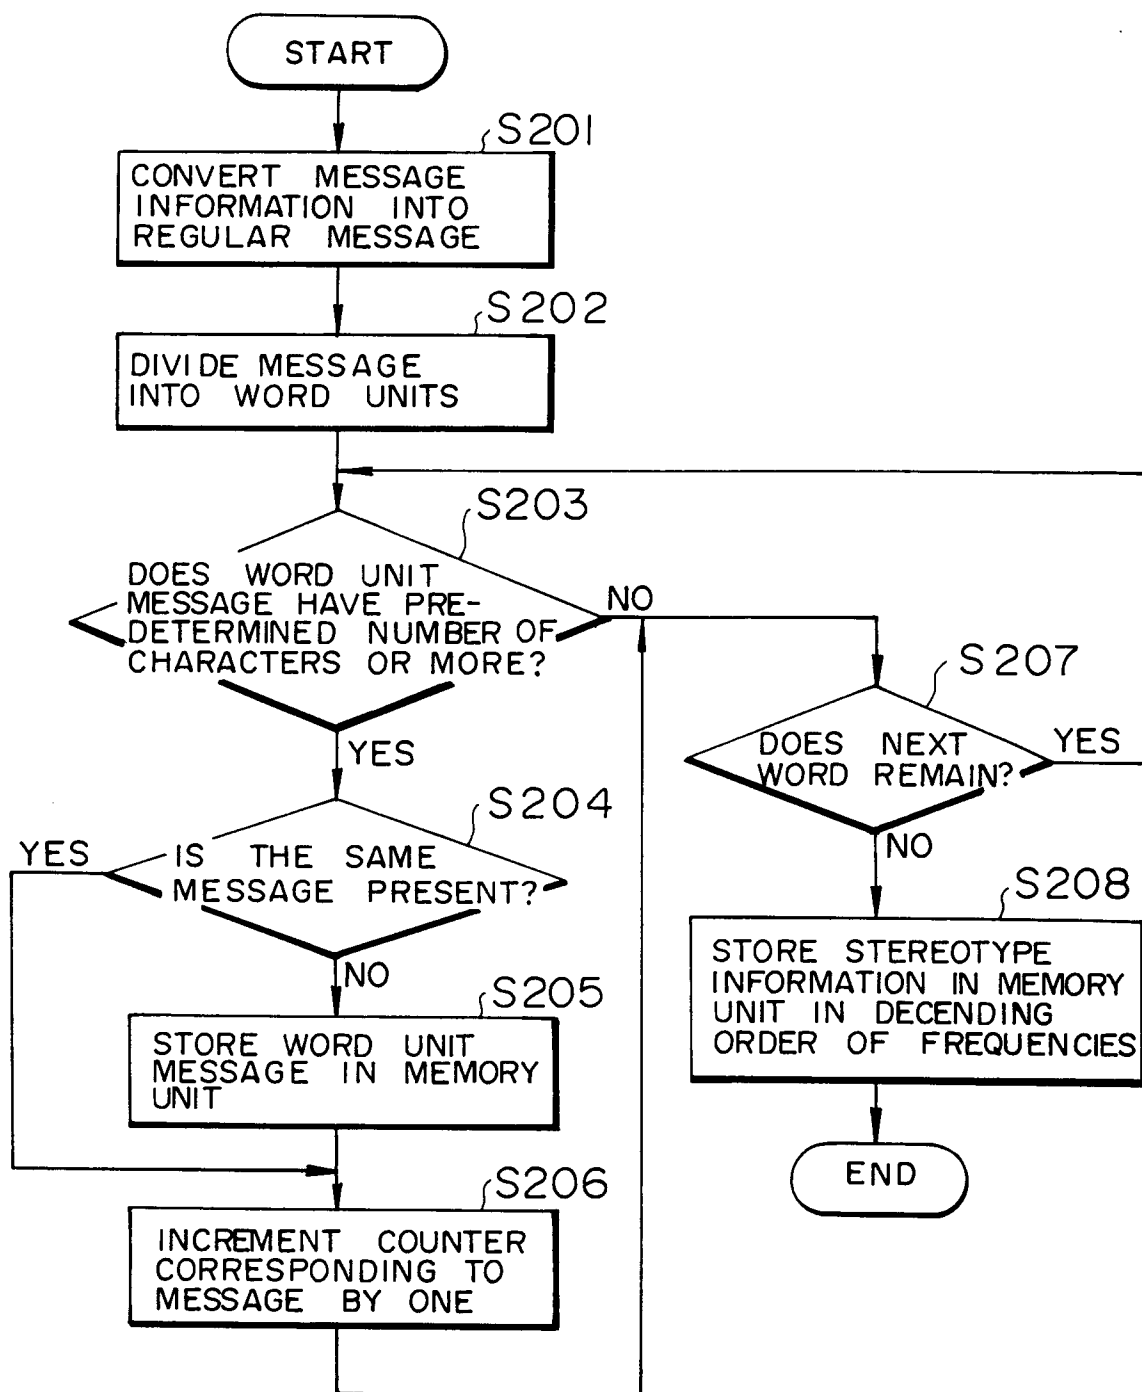 START
S201
CONVERT MESSAGE
INFORMATION INTO
REGULAR MESSAGE
S202
DIVIDE MESSAGE
INTO WORD UNITS
S203
DOES WORD UNIT
MESSAGE HAVE PRE-
DETERMINED NUMBER OF
CHARACTERS OR MORE?
NO
YES
S204
YES
IS THE SAME
MESSAGE PRESENT?
NO
S205
STORE WORD UNIT
MESSAGE IN MEMORY
UNIT
S206
INCREMENT COUNTER
CORRESPONDING TO
MESSAGE BY ONE
S207
DOES NEXT
WORD REMAIN?
YES
NO
S208
STORE STEREOTYPE
INFORMATION IN MEMORY
UNIT IN DECENDING
ORDER OF FREQUENCIES
END